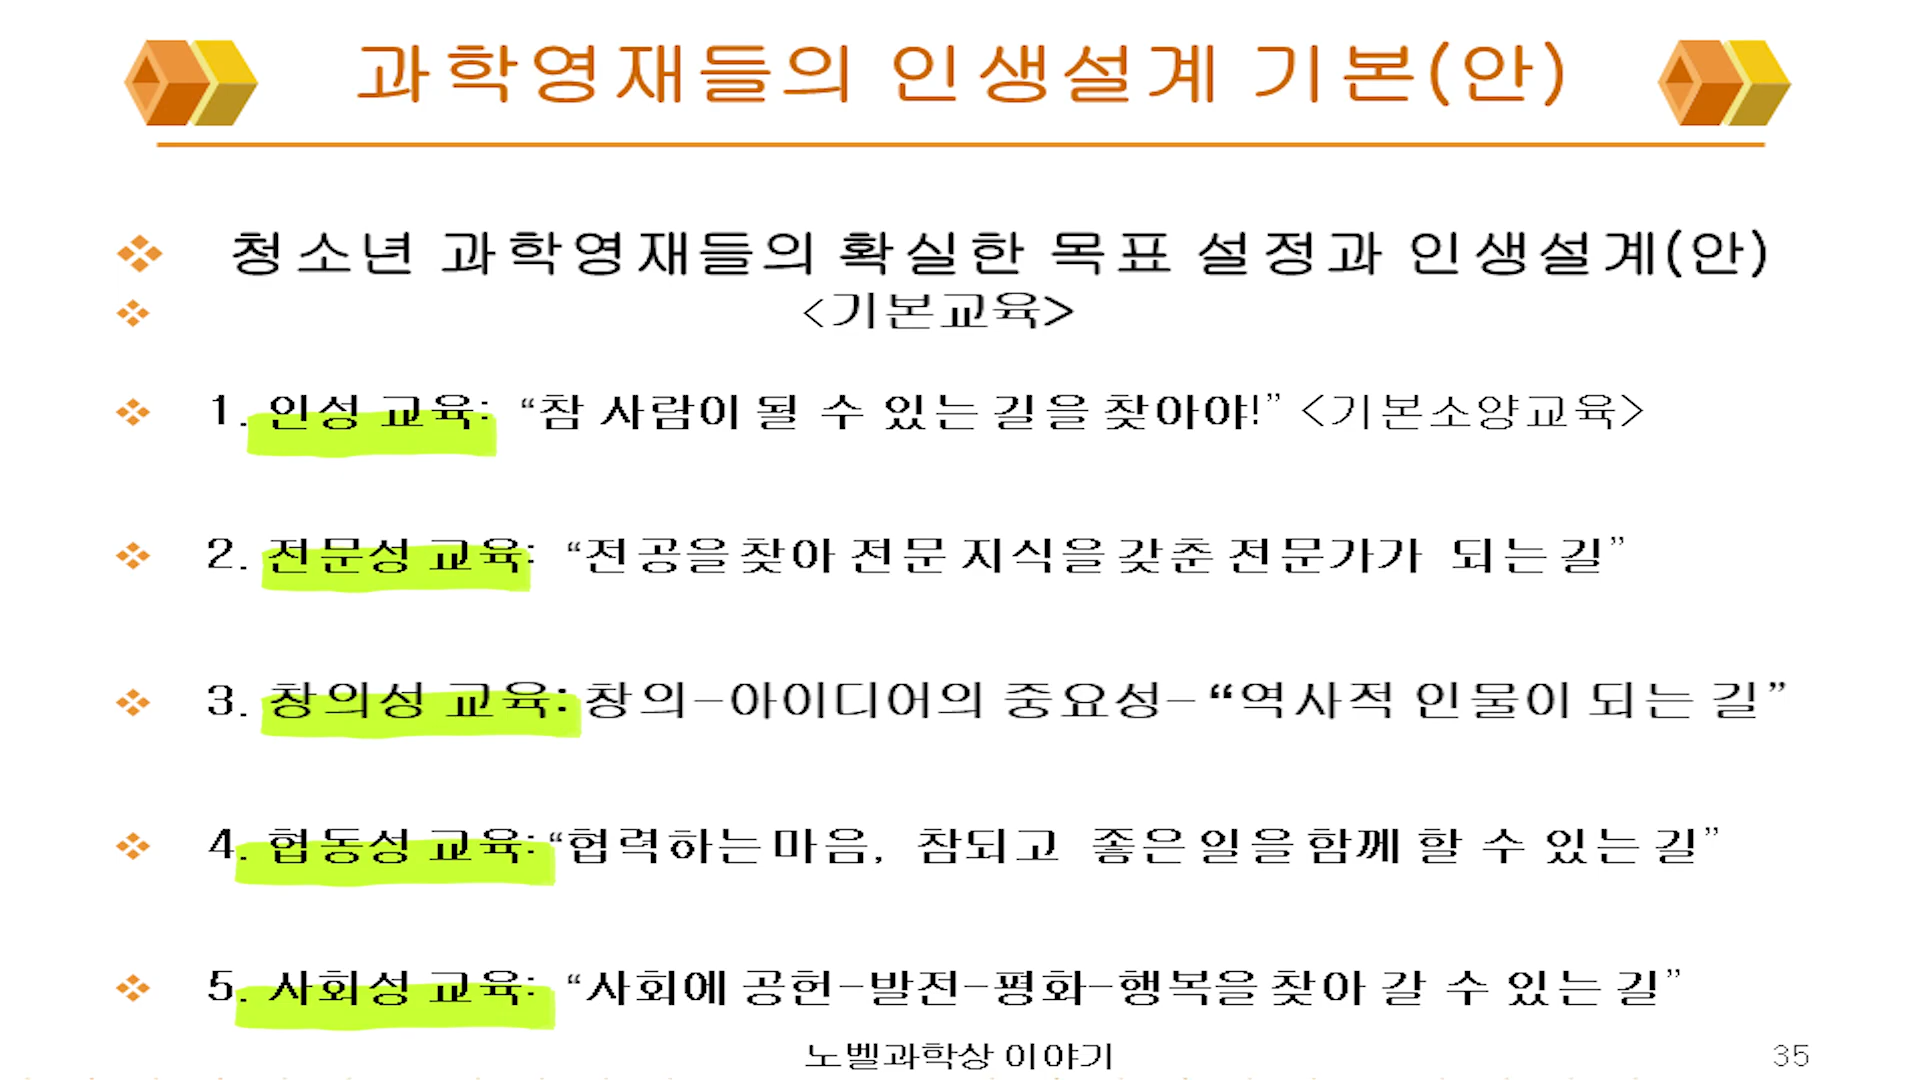 과학영재들의 인생설계 기본(안)
청소년 과학영재들의 확실한 목표 설정과 인생설계(안)
<기본교육>
1. 인성 교육: “참 사람이 될 수 있는 길을 찾아야!” <기본소양교육>
2. 전문성 교육: “전공을 찾아 전문 지식을 갖춘 전문가가 되는 길”
3. 창의성 교육: 창의-아이디어의 중요성- “역사적 인물이 되는 길”
4. 협동성 교육: “협력하는 마음, 참되고 좋은 일을 함께 할 수 있는 길”
5. 사회성 교육: “사회에 공헌-발전-평화-행복을 찾아 갈 수 있는 길”
노벨과학상 이야기
35